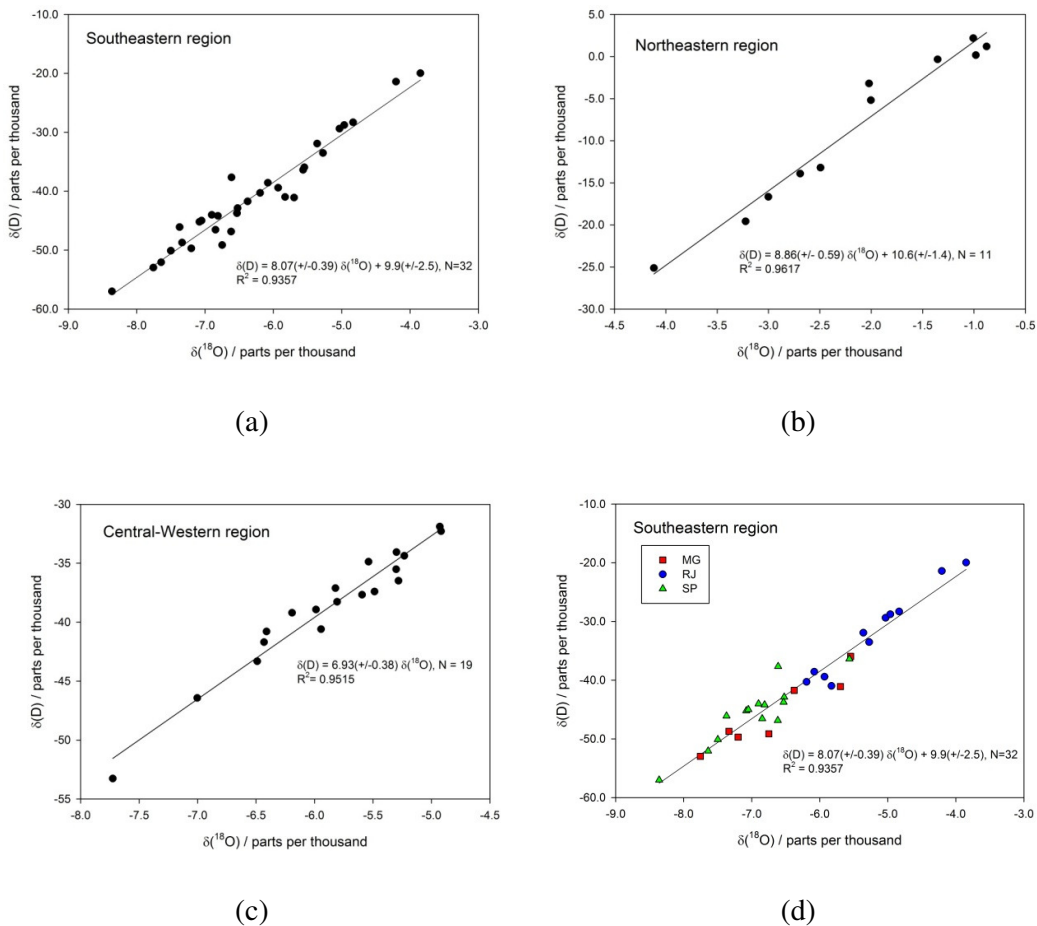 Southeastern region
δ(D) / parts per thousand
-10.0
-20.0
-30.0
-40.0
-50.0
-60.0
δ(D) = 8.07(+/-0.39) δ(¹⁸O) + 9.9(+/-2.5), N=32
R² = 0.9357
-9.0 -8.0 -7.0 -6.0 -5.0 -4.0 -3.0
δ(¹⁸O) / parts per thousand
(a)
Northeastern region
δ(D) / parts per thousand
5.0
0.0
-5.0
-10.0
-15.0
-20.0
-25.0
-30.0
δ(D) = 8.86(+/- 0.59) δ(¹⁸O) + 10.6(+/-1.4), N = 11
R² = 0.9617
-4.5 -4.0 -3.5 -3.0 -2.5 -2.0 -1.5 -1.0 -0.5
δ(¹⁸O) / parts per thousand
(b)
Central-Western region
δ(D) / parts per thousand
-30
-35
-40
-45
-50
-55
δ(D) = 6.93(+/-0.38) δ(¹⁸O), N = 19
R²= 0.9515
-8.0 -7.5 -7.0 -6.5 -6.0 -5.5 -5.0 -4.5
δ(¹⁸O) / parts per thousand
(c)
Southeastern region
MG
RJ
SP
δ(D) / parts per thousand
-10.0
-20.0
-30.0
-40.0
-50.0
-60.0
δ(D) = 8.07(+/-0.39) δ(¹⁸O) + 9.9(+/-2.5), N=32
R² = 0.9357
-9.0 -8.0 -7.0 -6.0 -5.0 -4.0 -3.0
δ(¹⁸O) / parts per thousand
(d)